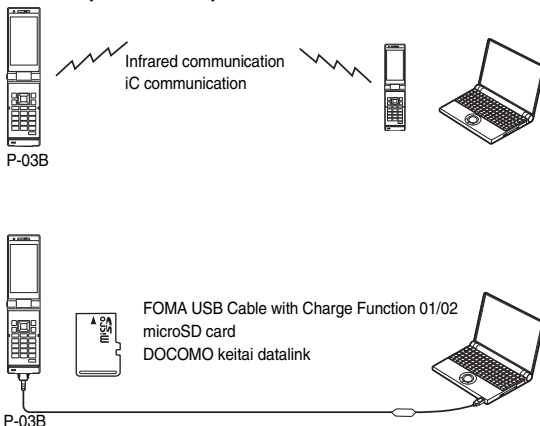 Infrared communication
iC communication
P-03B
FOMA USB Cable with Charge Function 01/02
microSD card
DOCOMO keitai datalink
P-03B